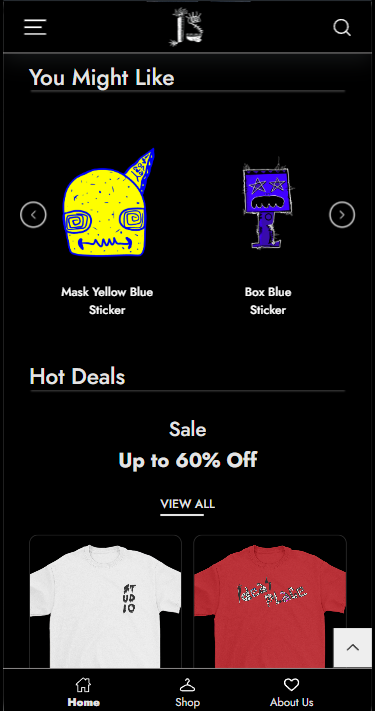 You Might Like
Mask Yellow Blue
Sticker
Box Blue
Sticker
Hot Deals
Sale
Up to 60% Off
VIEW ALL
ST
UD
IO
Home
Shop
About Us